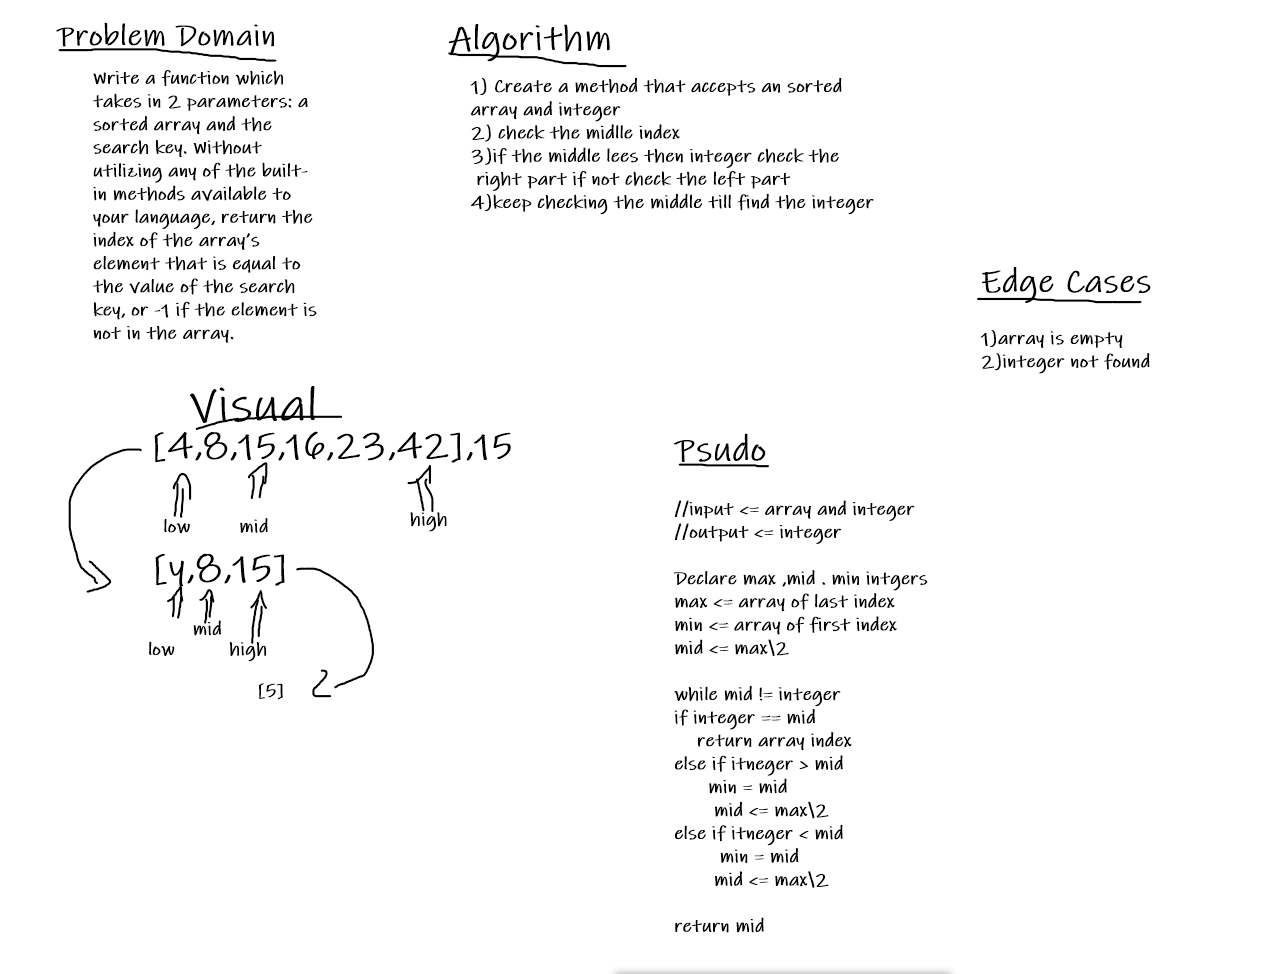 Problem Domain
Write a function which
takes in 2 parameters: a
sorted array and the
search key. Without
utilizing any of the built-
in methods available to
your language, return the
index of the array's
element that is equal to
the value of the search
key, or -1 if the element is
not in the array.
Algorithm
1) Create a method that accepts an sorted
array and integer
2) check the midlle index
3)if the middle lees then integer check the
right part if not check the left part
4)keep checking the middle till find the integer
Edge Cases
1)array is empty
2)integer not found
Visual
[4,8,15,16,23,42],15
low mid high
[4,8,15]
mid
low high
[5] 2
Psudo
//input <= array and integer
//output <= integer
Declare max ,mid . min intgers
max <= array of last index
min <= array of first index
mid <= max\2
while mid != integer
if integer == mid
return array index
else if itneger > mid
min = mid
mid <= max\2
else if itneger < mid
min = mid
mid <= max\2
return mid